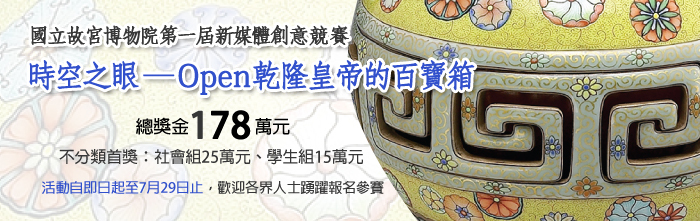 國立故宮博物院第一屆新媒體創意競賽
時空之眼—Open乾隆皇帝的百寶箱
總獎金178萬元
不分類首獎：社會組25萬元、學生組15萬元
活動自即日起至7月29日止，歡迎各界人士踴躍報名參賽